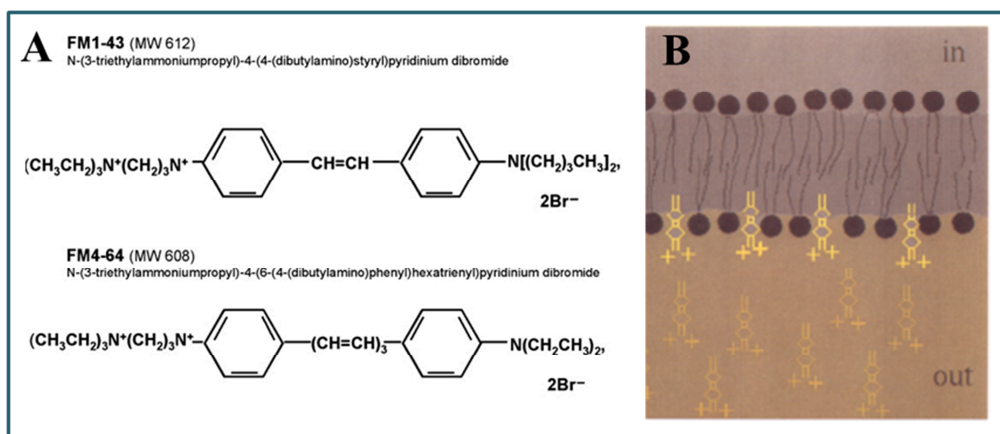 A
FM1-43 (MW 612)
N-(3-triethylammoniumpropyl)-4-(4-(dibutylamino)styryl)pyridinium dibromide
(CH₃CH₂)₃N⁺(CH₂)₃N⁺ CH=CH N[(CH₂)₃CH₃]₂,
2Br⁻
FM4-64 (MW 608)
N-(3-triethylammoniumpropyl)-4-(6-(4-(dibutylamino)phenyl)hexatrienyl)pyridinium dibromide
(CH₃CH₂)₃N⁺(CH₂)₃N⁺ (CH=CH)₃ N(CH₂CH₃)₂,
2Br⁻
B
in
+ + + + + + + +
+ + + + + + + +
+ + + +
out
+ + + +